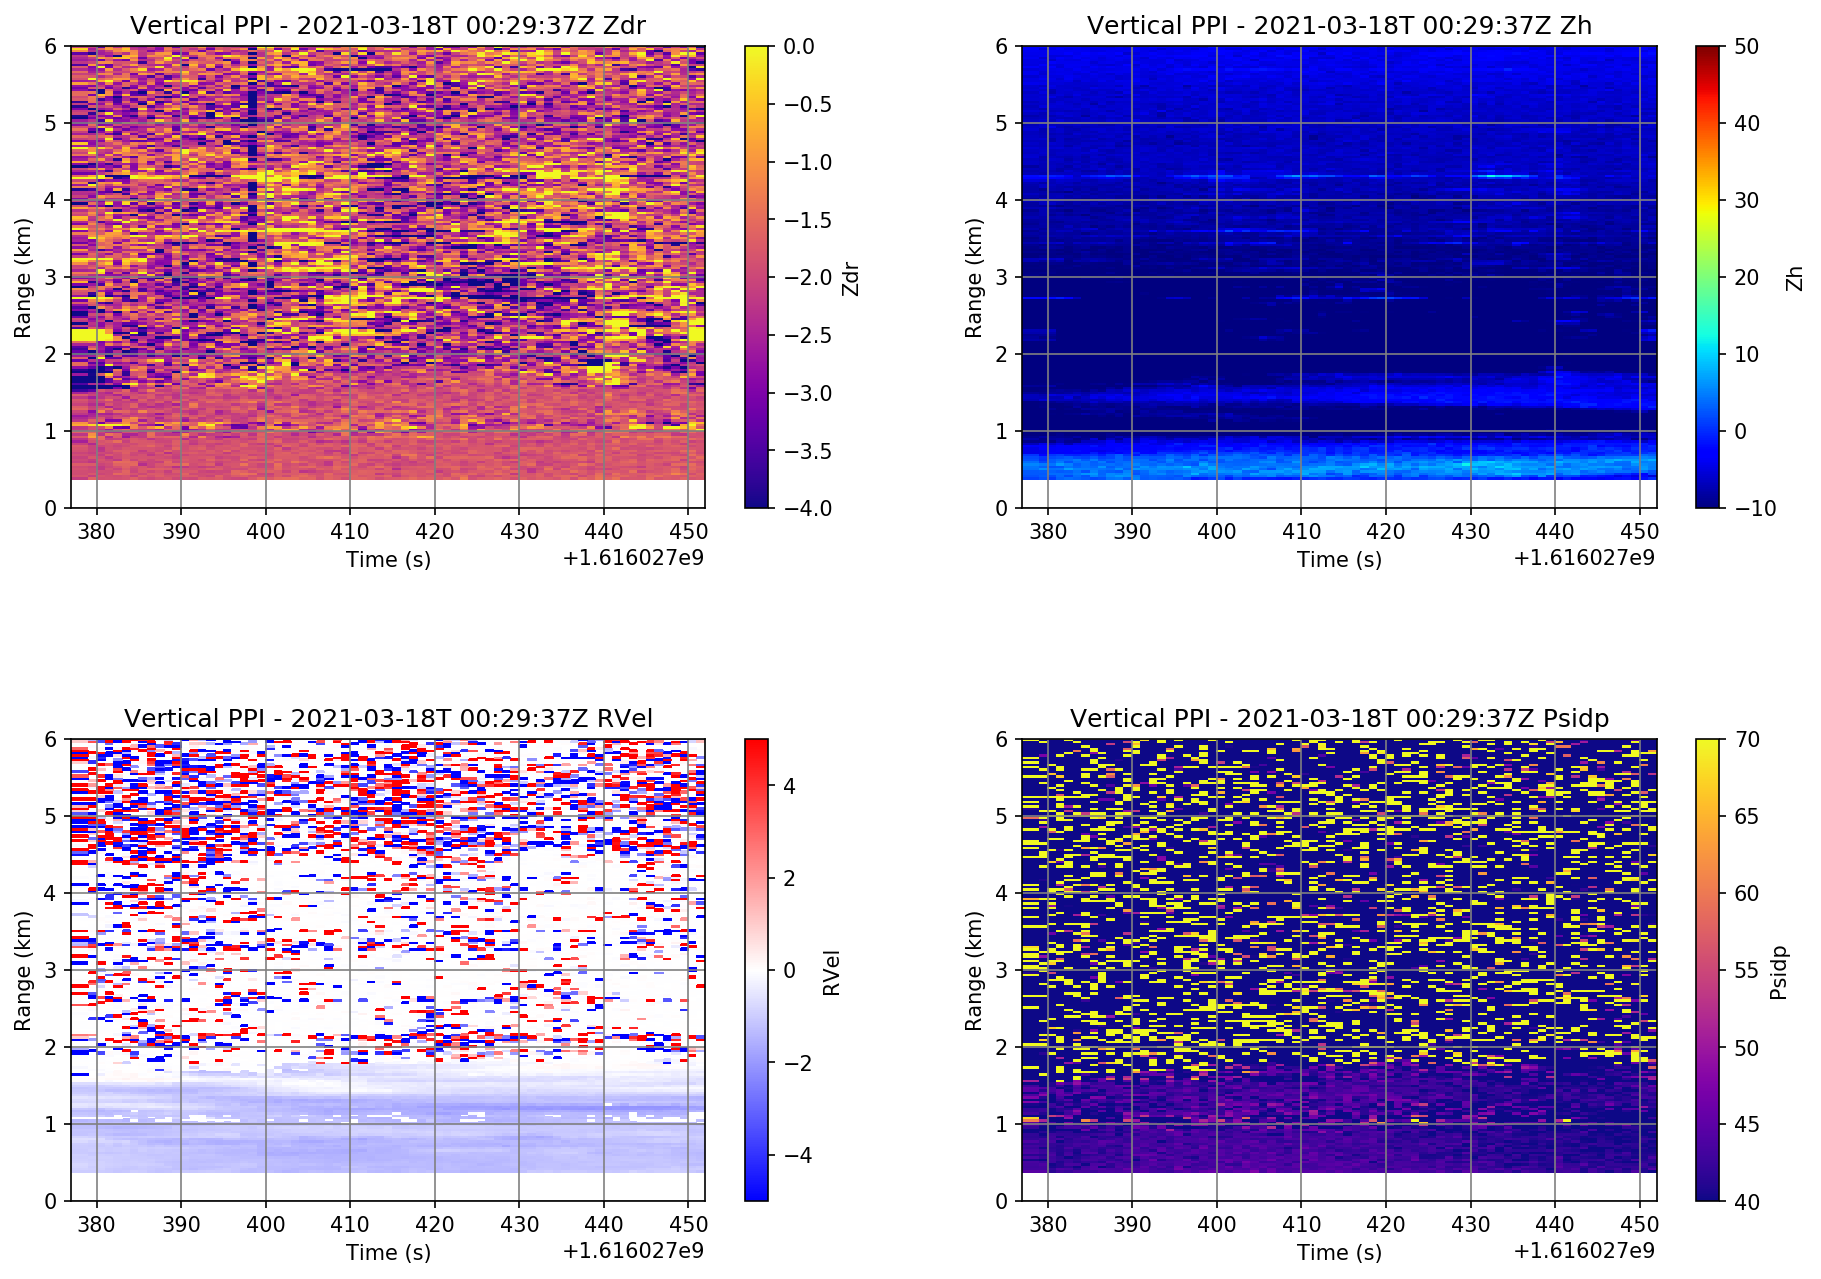 Vertical PPI - 2021-03-18T 00:29:37Z Zdr
6
5
4
3
2
1
0
Range (km)
380 390 400 410 420 430 440 450
Time (s)
+1.616027e9
0.0
−0.5
−1.0
−1.5
−2.0
−2.5
−3.0
−3.5
−4.0
Zdr
Vertical PPI - 2021-03-18T 00:29:37Z Zh
6
5
4
3
2
1
0
Range (km)
380 390 400 410 420 430 440 450
Time (s)
+1.616027e9
50
40
30
20
10
0
−10
Zh
Vertical PPI - 2021-03-18T 00:29:37Z RVel
6
5
4
3
2
1
0
Range (km)
380 390 400 410 420 430 440 450
Time (s)
+1.616027e9
4
2
0
−2
−4
RVel
Vertical PPI - 2021-03-18T 00:29:37Z Psidp
6
5
4
3
2
1
0
Range (km)
380 390 400 410 420 430 440 450
Time (s)
+1.616027e9
70
65
60
55
50
45
40
Psidp